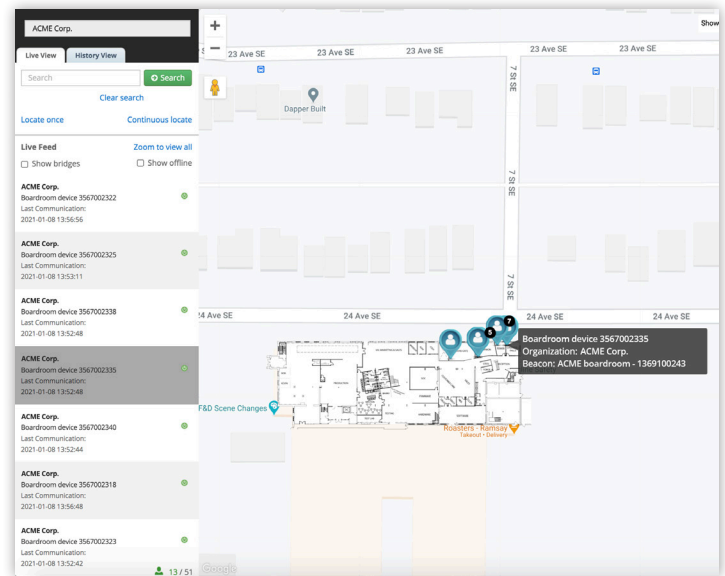 ACME Corp.
Live View
History View
Search
Search
Clear search
Locate once
Continuous locate
Live Feed
Zoom to view all
Show bridges
Show offline
ACME Corp.
Boardroom device 3567002322
Last Communication:
2021-01-08 13:56:56
ACME Corp.
Boardroom device 3567002325
Last Communication:
2021-01-08 13:53:11
ACME Corp.
Boardroom device 3567002338
Last Communication:
2021-01-08 13:52:48
ACME Corp.
Boardroom device 3567002335
Last Communication:
2021-01-08 13:52:48
ACME Corp.
Boardroom device 3567002340
Last Communication:
2021-01-08 13:52:44
ACME Corp.
Boardroom device 3567002318
Last Communication:
2021-01-08 13:56:48
ACME Corp.
Boardroom device 3567002323
Last Communication:
2021-01-08 13:52:42
13 / 51
+
−
Show
23 Ave SE
23 Ave SE
23 Ave SE
23 Ave SE
23 Ave SE
7 St SE
Dapper Built
7 St SE
7 St SE
24 Ave SE
24 Ave SE
24 Ave SE
24 Ave SE
5
7
Boardroom device 3567002335
Organization: ACME Corp.
Beacon: ACME boardroom - 1369100243
F&D Scene Changes
Roasters - Ramsay
Takeout • Delivery
Google